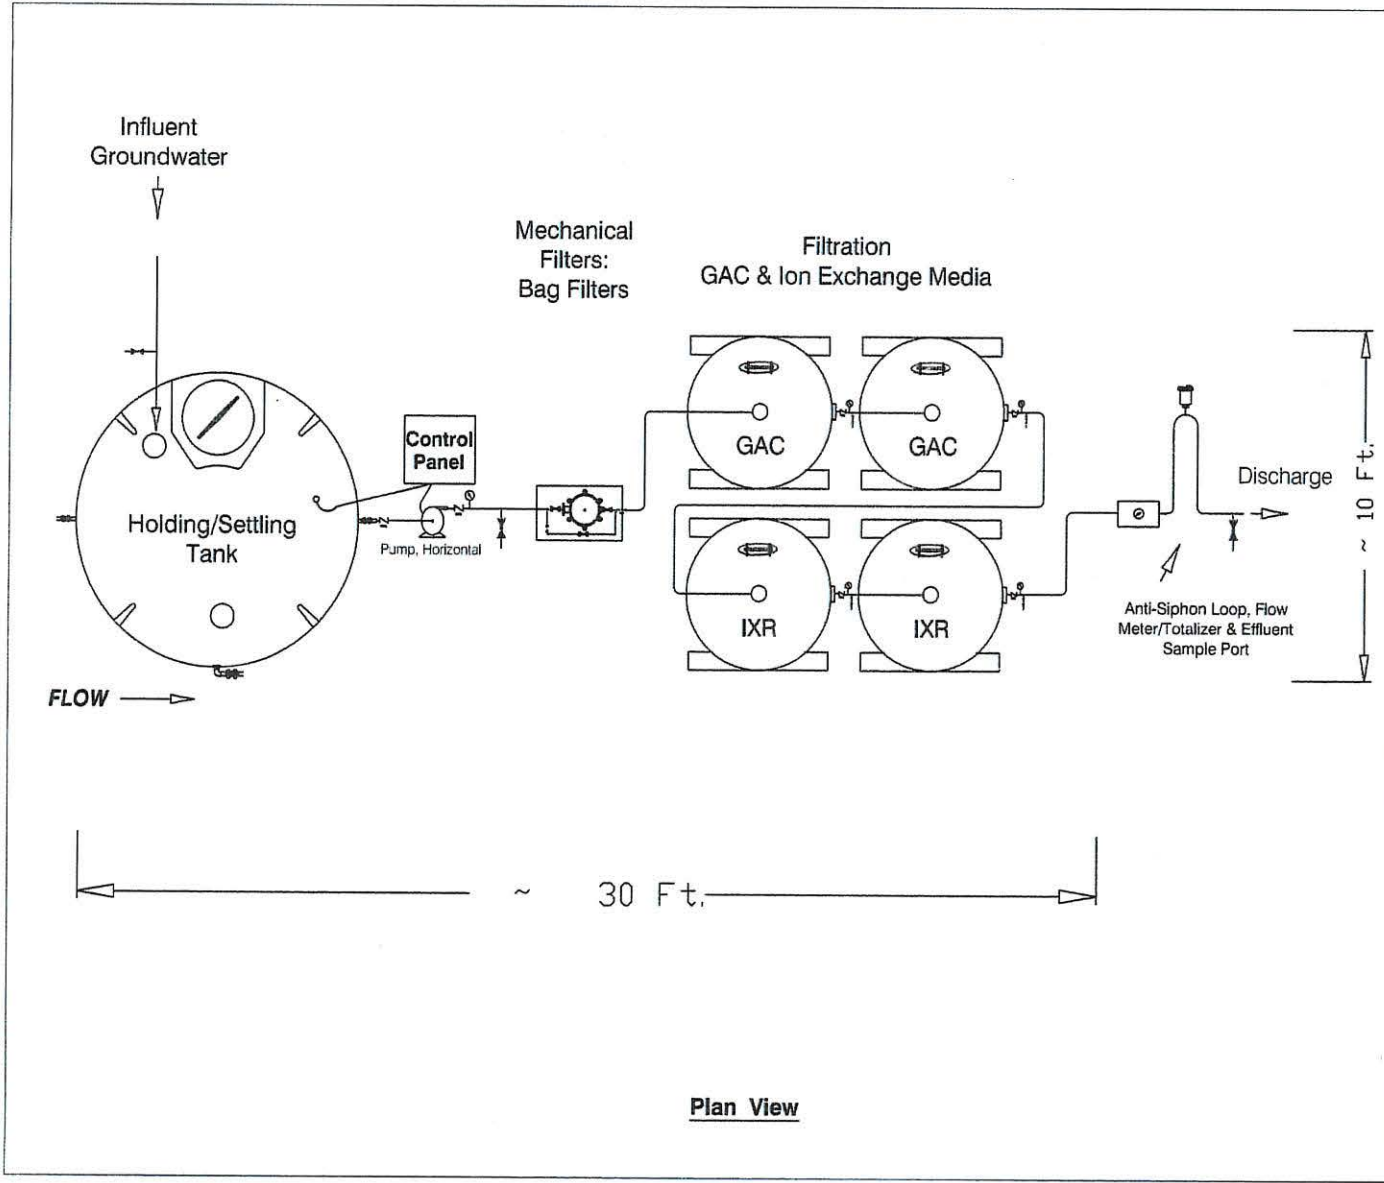 Influent
Groundwater
Mechanical
Filters:
Bag Filters
Filtration
GAC & Ion Exchange Media
GAC
GAC
Control
Panel
Holding/Settling
Tank
Pump, Horizontal
IXR
IXR
Discharge
Anti-Siphon Loop, Flow
Meter/Totalizer & Effluent
Sample Port
~ 10 Ft.
FLOW
~ 30 Ft.
Plan View